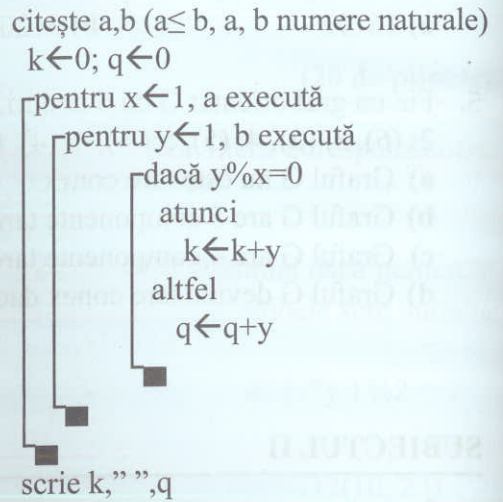 citește a,b (a≤ b, a, b numere naturale)
k←0; q←0
pentru x←1, a execută
pentru y←1, b execută
dacă y%x=0
atunci
k←k+y
altfel
q←q+y
scrie k,” ”,q